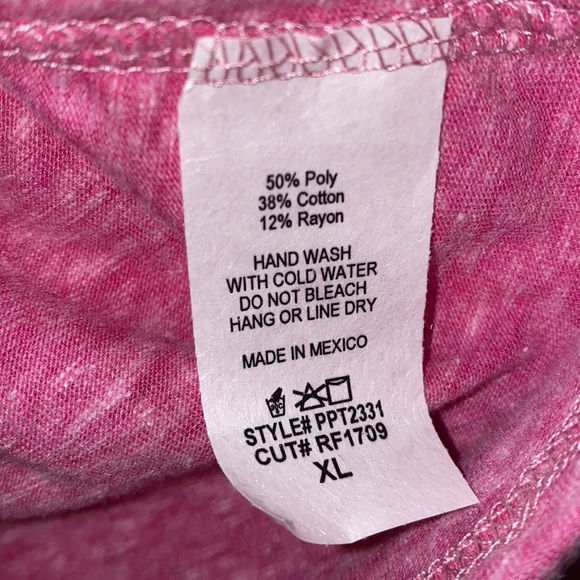 50% Poly
38% Cotton
12% Rayon
HAND WASH
WITH COLD WATER
DO NOT BLEACH
HANG OR LINE DRY
MADE IN MEXICO
STYLE# PPT2331
CUT# RF1709
XL